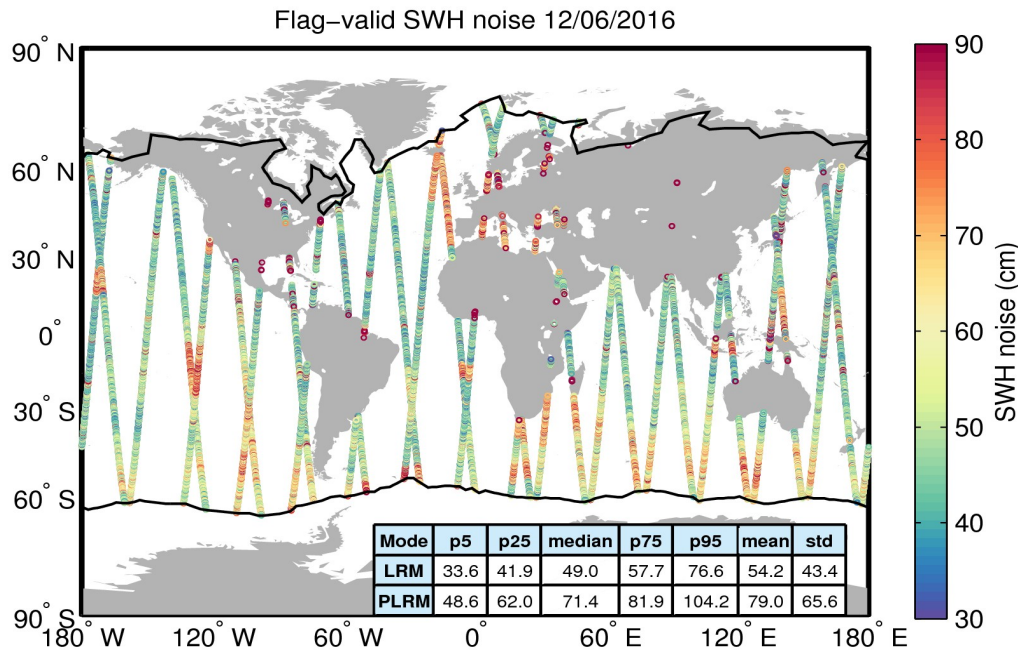 Flag−valid SWH noise 12/06/2016
90° N
60° N
30° N
0°
30° S
60° S
90° S
180° W
120° W
60° W
0°
60° E
120° E
180° E
90
80
70
60
50
40
30
SWH noise (cm)
Mode p5 p25 median p75 p95 mean std
LRM 33.6 41.9 49.0 57.7 76.6 54.2 43.4
PLRM 48.6 62.0 71.4 81.9 104.2 79.0 65.6